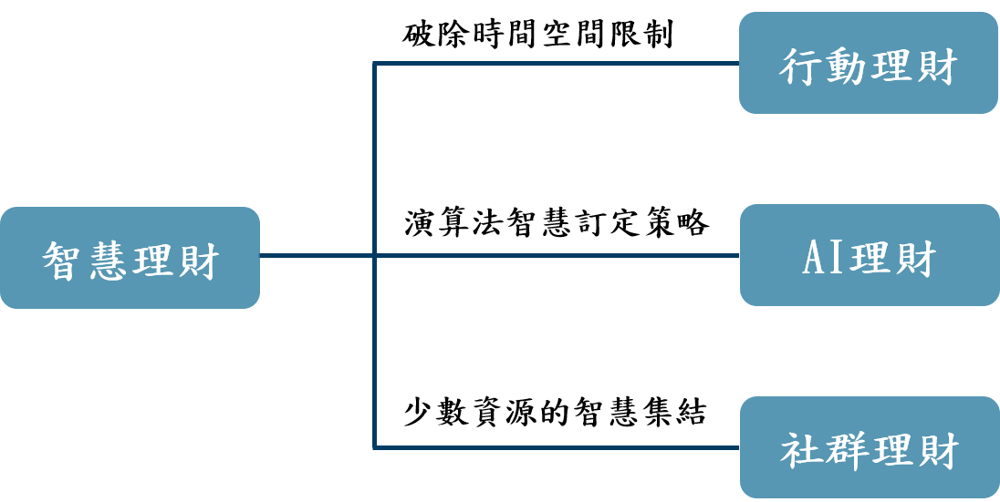 破除時間空間限制
行動理財
演算法智慧訂定策略
智慧理財
AI理財
少數資源的智慧集結
社群理財